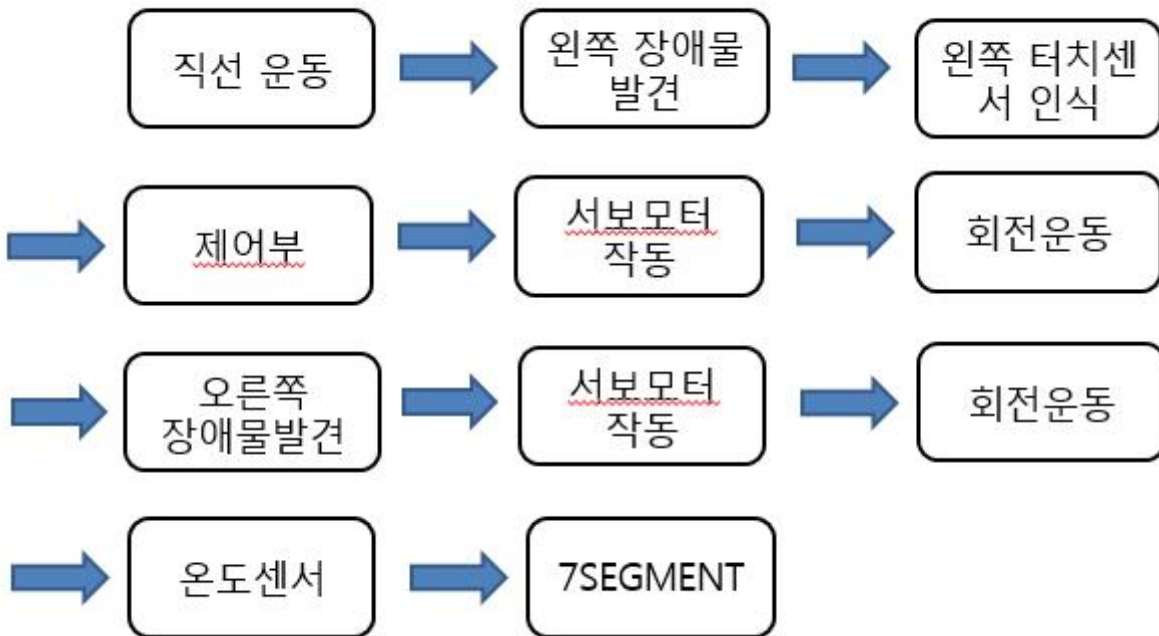 직선 운동
왼쪽 장애물
발견
왼쪽 터치센
서 인식
제어부
서보모터
작동
회전운동
오른쪽
장애물발견
서보모터
작동
회전운동
온도센서
7SEGMENT